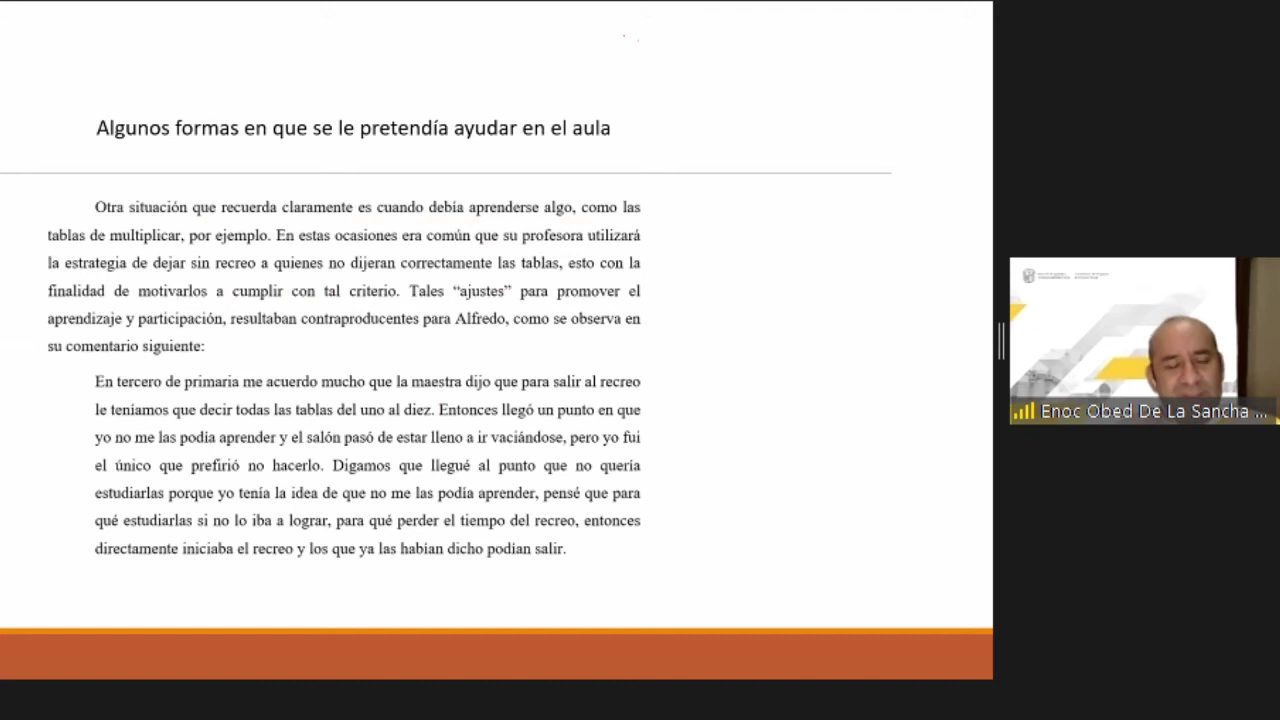 Algunos formas en que se le pretendía ayudar en el aula
Otra situación que recuerda claramente es cuando debía aprenderse algo, como las
tablas de multiplicar, por ejemplo. En estas ocasiones era común que su profesora utilizará
la estrategia de dejar sin recreo a quienes no dijeran correctamente las tablas, esto con la
finalidad de motivarlos a cumplir con tal criterio. Tales “ajustes” para promover el
aprendizaje y participación, resultaban contraproducentes para Alfredo, como se observa en
su comentario siguiente:
En tercero de primaria me acuerdo mucho que la maestra dijo que para salir al recreo
le teníamos que decir todas las tablas del uno al diez. Entonces llegó un punto en que
yo no me las podía aprender y el salón pasó de estar lleno a ir vaciándose, pero yo fui
el único que prefirió no hacerlo. Digamos que llegué al punto que no quería
estudiarlas porque yo tenía la idea de que no me las podía aprender, pensé que para
qué estudiarlas si no lo iba a lograr, para qué perder el tiempo del recreo, entonces
directamente iniciaba el recreo y los que ya las habían dicho podían salir.
Enoc Obed De La Sancha ...